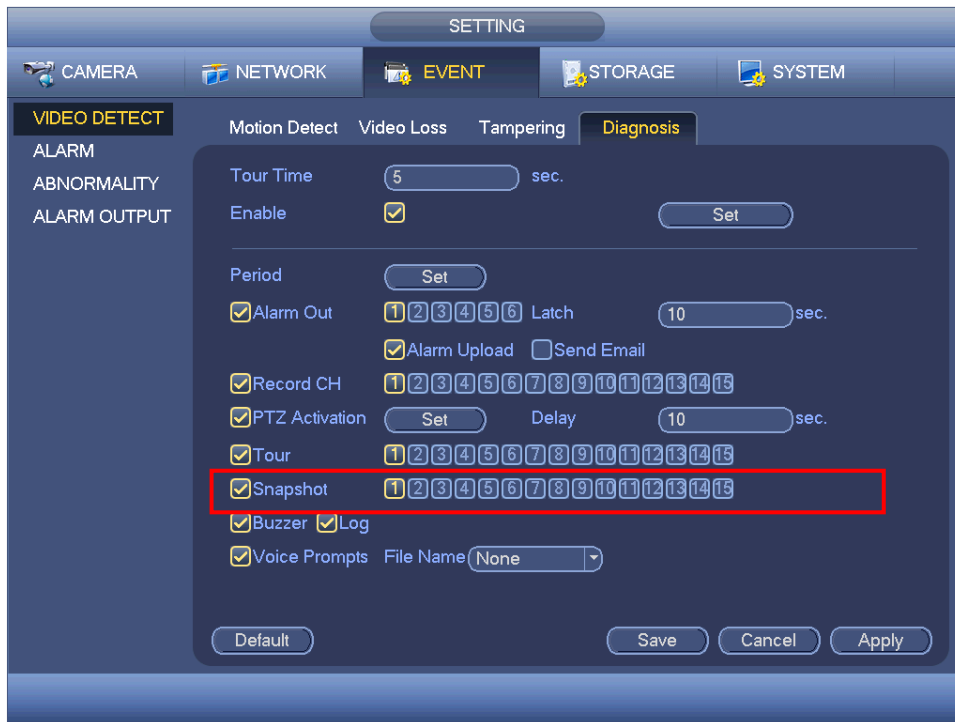 SETTING
CAMERA NETWORK EVENT STORAGE SYSTEM
VIDEO DETECT
ALARM
ABNORMALITY
ALARM OUTPUT
Motion Detect Video Loss Tampering Diagnosis
Tour Time 5 sec.
Enable Set
Period Set
Alarm Out 1 2 3 4 5 6 Latch 10 sec.
Alarm Upload Send Email
Record CH 1 2 3 4 5 6 7 8 9 10 11 12 13 14 15
PTZ Activation Set Delay 10 sec.
Tour 1 2 3 4 5 6 7 8 9 10 11 12 13 14 15
Snapshot 1 2 3 4 5 6 7 8 9 10 11 12 13 14 15
Buzzer Log
Voice Prompts File Name None
Default Save Cancel Apply